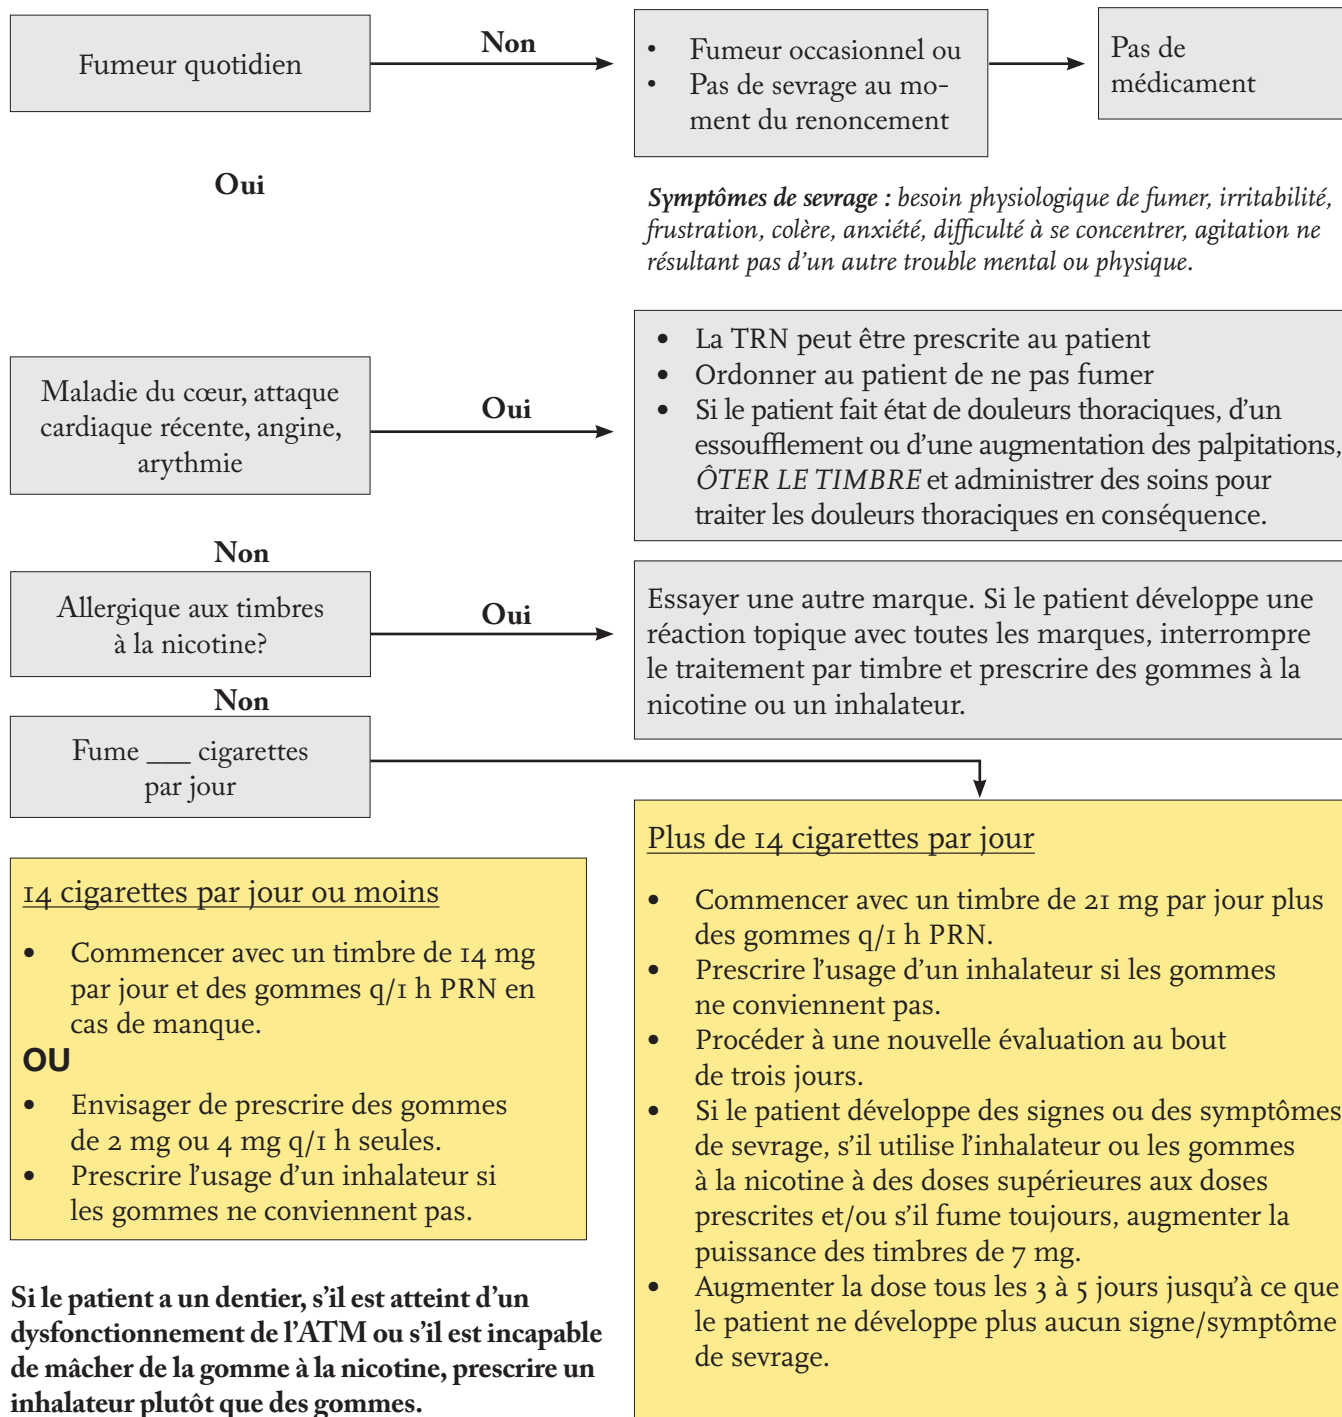 Fumeur quotidien
Non
• Fumeur occasionnel ou
• Pas de sevrage au mo-
ment du renoncement
Pas de
médicament
Oui
Symptômes de sevrage : besoin physiologique de fumer, irritabilité,
frustration, colère, anxiété, difficulté à se concentrer, agitation ne
résultant pas d'un autre trouble mental ou physique.
Maladie du cœur, attaque
cardiaque récente, angine,
arythmie
Oui
• La TRN peut être prescrite au patient
• Ordonner au patient de ne pas fumer
• Si le patient fait état de douleurs thoraciques, d'un
essoufflement ou d'une augmentation des palpitations,
ÔTER LE TIMBRE et administrer des soins pour
traiter les douleurs thoraciques en conséquence.
Non
Allergique aux timbres
à la nicotine?
Oui
Essayer une autre marque. Si le patient développe une
réaction topique avec toutes les marques, interrompre
le traitement par timbre et prescrire des gommes à la
nicotine ou un inhalateur.
Non
Fume ___ cigarettes
par jour
14 cigarettes par jour ou moins
• Commencer avec un timbre de 14 mg
par jour et des gommes q/1 h PRN en
cas de manque.
OU
• Envisager de prescrire des gommes
de 2 mg ou 4 mg q/1 h seules.
• Prescrire l'usage d'un inhalateur si
les gommes ne conviennent pas.
Si le patient a un dentier, s'il est atteint d'un
dysfonctionnement de l'ATM ou s'il est incapable
de mâcher de la gomme à la nicotine, prescrire un
inhalateur plutôt que des gommes.
Plus de 14 cigarettes par jour
• Commencer avec un timbre de 21 mg par jour plus
des gommes q/1 h PRN.
• Prescrire l'usage d'un inhalateur si les gommes
ne conviennent pas.
• Procéder à une nouvelle évaluation au bout
de trois jours.
• Si le patient développe des signes ou des symptômes
de sevrage, s'il utilise l'inhalateur ou les gommes
à la nicotine à des doses supérieures aux doses
prescrites et/ou s'il fume toujours, augmenter la
puissance des timbres de 7 mg.
• Augmenter la dose tous les 3 à 5 jours jusqu'à ce que
le patient ne développe plus aucun signe/symptôme
de sevrage.